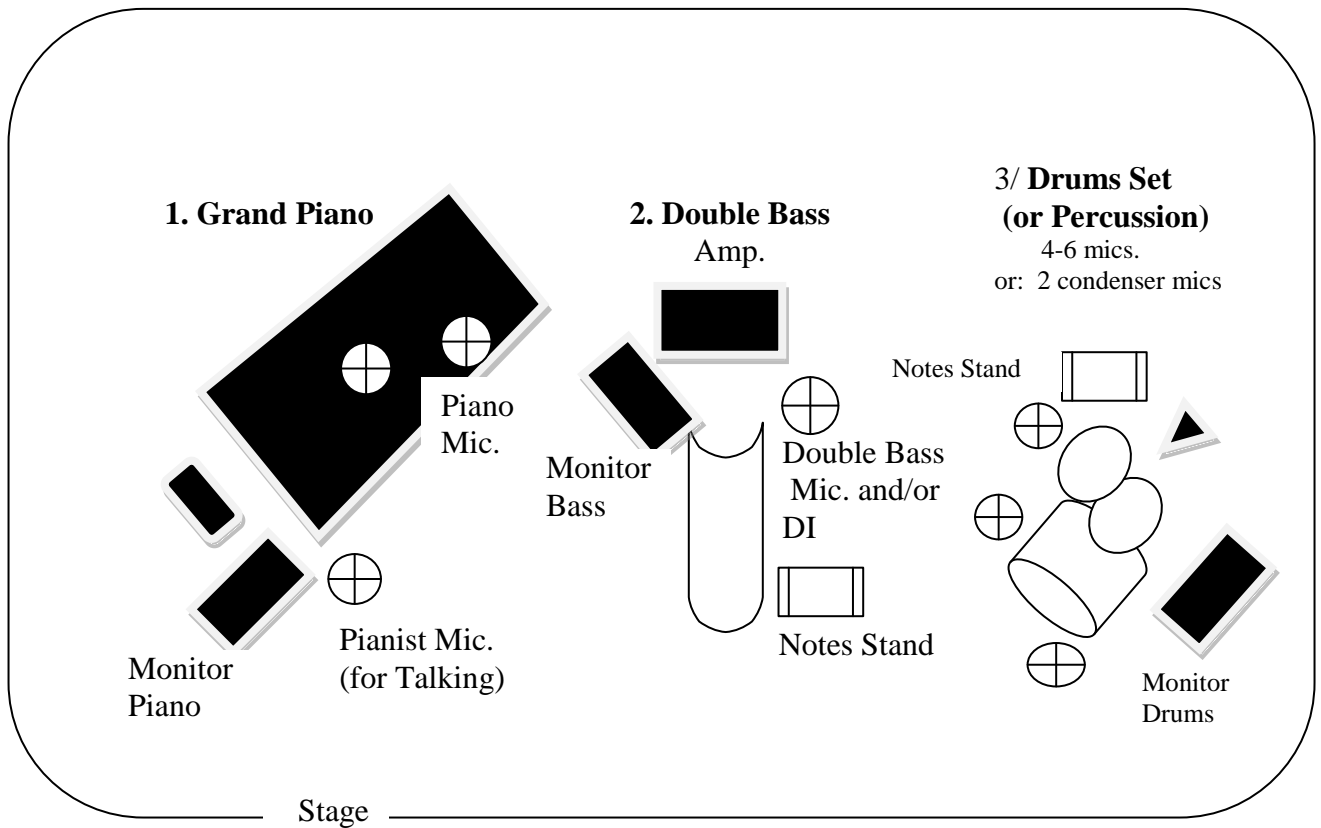 1. Grand Piano
Piano
Mic.
Monitor
Piano
Pianist Mic.
(for Talking)
2. Double Bass
Amp.
Monitor
Bass
Double Bass
Mic. and/or
DI
Notes Stand
3/ Drums Set
(or Percussion)
4-6 mics.
or:  2 condenser mics
Notes Stand
Monitor
Drums
Stage